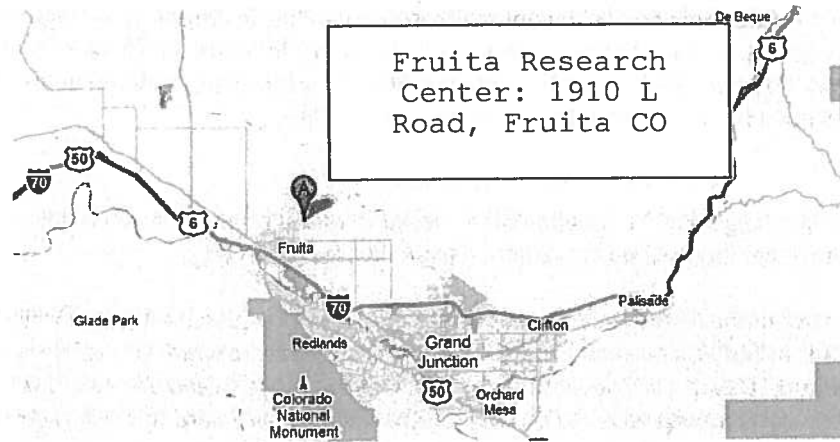 De Beque
6
Fruita Research
Center: 1910 L
Road, Fruita CO
50
70
6
A
Fruita
70
Palisade
Glade Park
Clifton
Redlands
Grand
Junction
50
Orchard
Mesa
Colorado
National
Monument